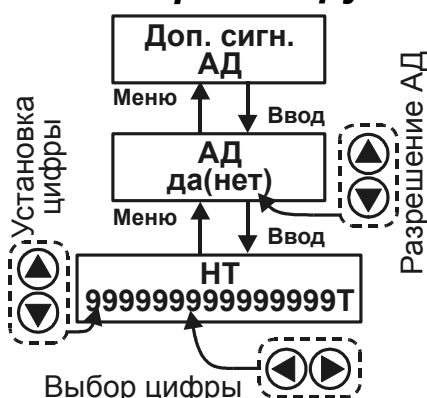 Доп. сигн.
АД
Меню
Ввод
АД
да(нет)
Меню
Ввод
НТ
999999999999999Т
Установка
цифры
Разрешение АД
Выбор цифры